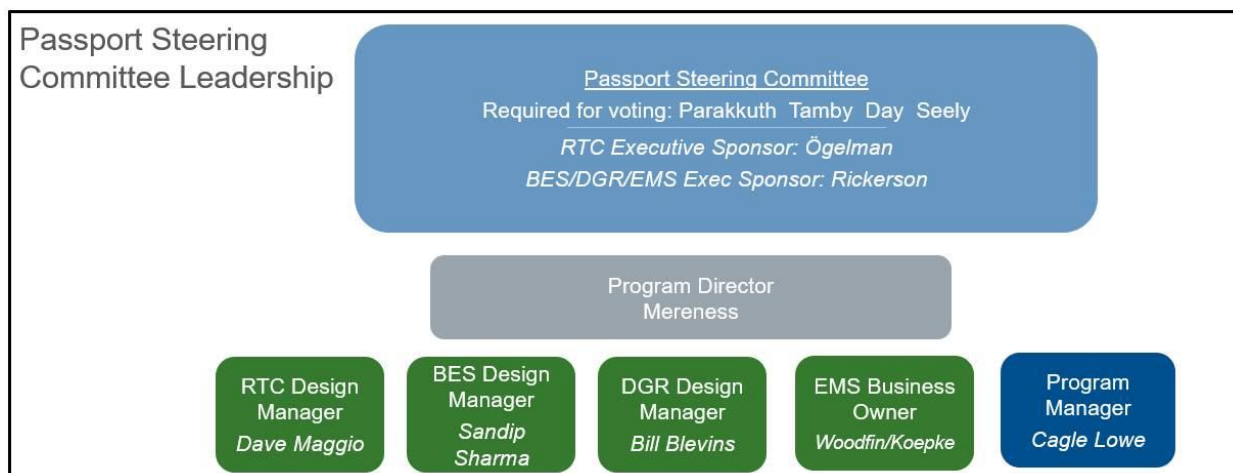 Passport Steering
Committee Leadership
Passport Steering Committee
Required for voting: Parakkuth Tamby Day Seely
RTC Executive Sponsor: Ögelman
BES/DGR/EMS Exec Sponsor: Rickerson
Program Director
Mereness
RTC Design
Manager
Dave Maggio
BES Design
Manager
Sandip
Sharma
DGR Design
Manager
Bill Blevins
EMS Business
Owner
Woodfin/Koepke
Program
Manager
Cagle Lowe